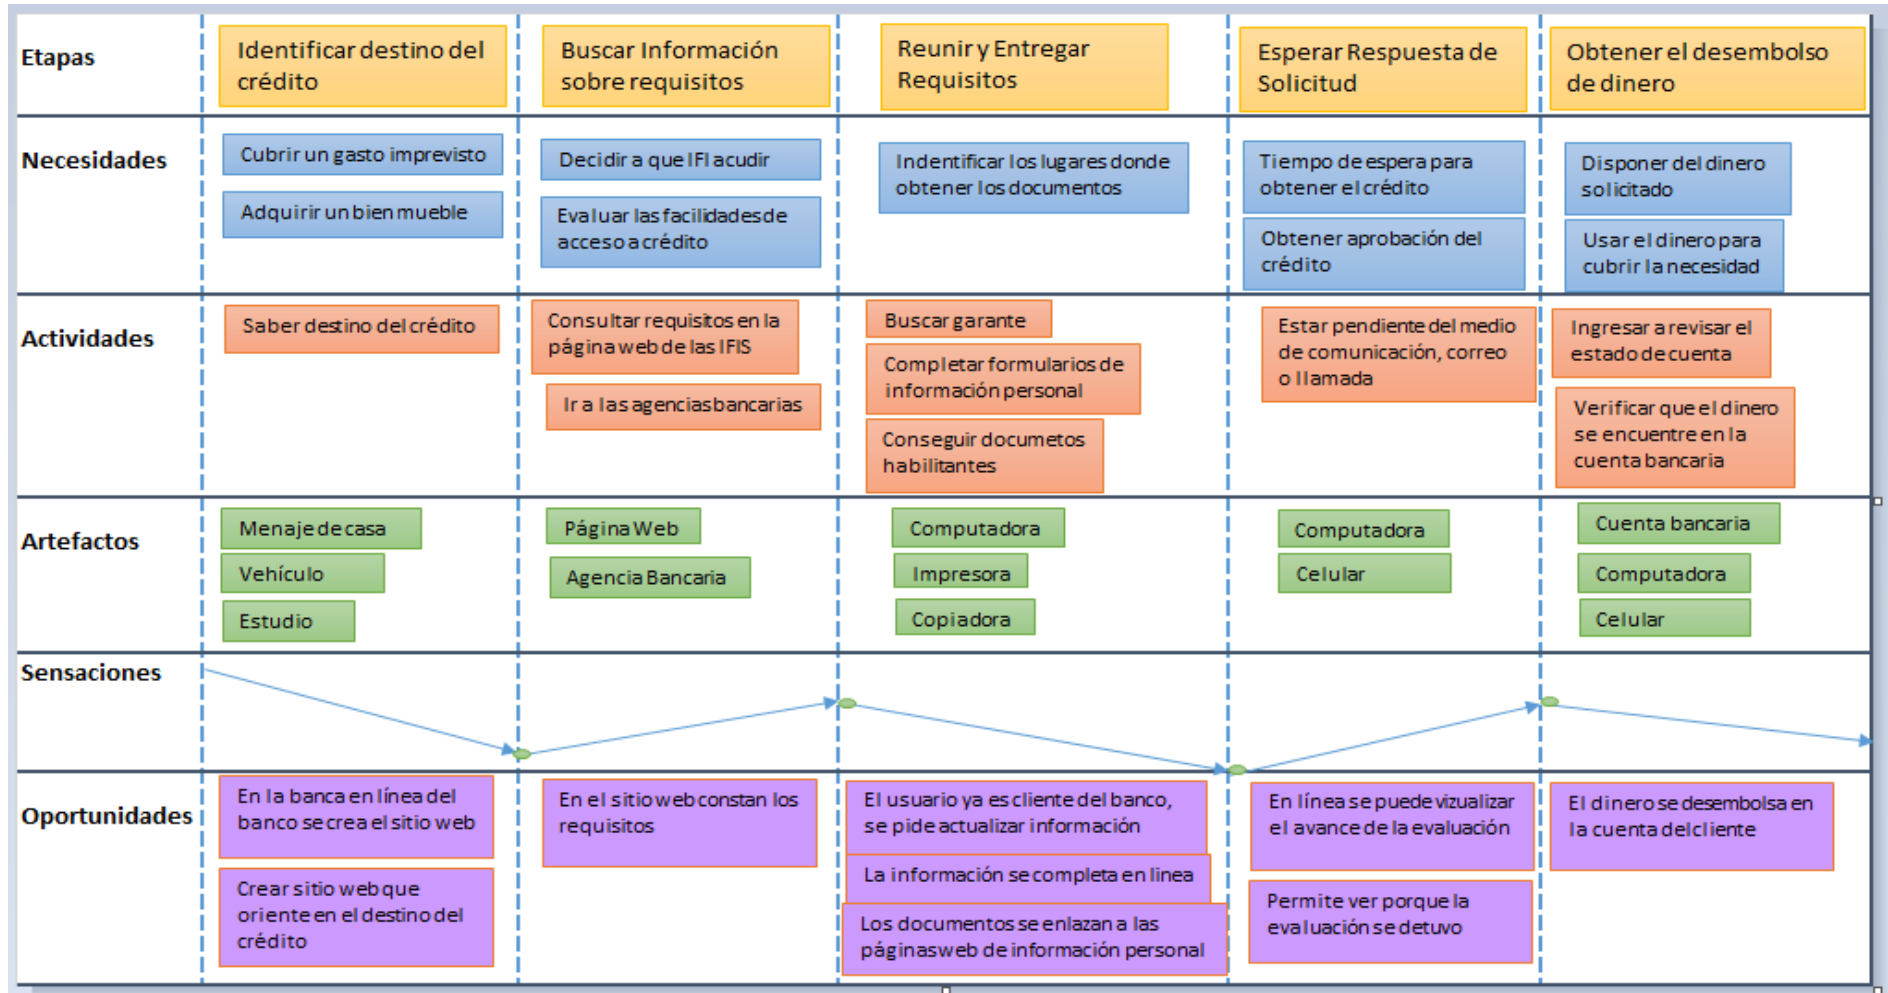 Etapas
Identificar destino del
crédito
Buscar Información
sobre requisitos
Reunir y Entregar
Requisitos
Esperar Respuesta de
Solicitud
Obtener el desembolso
de dinero
Necesidades
Cubrir un gasto imprevisto
Adquirir un bien mueble
Decidir a que IFI acudir
Evaluar las facilidades de
acceso a crédito
Indentificar los lugares donde
obtener los documentos
Tiempo de espera para
obtener el crédito
Obtener aprobación del
crédito
Disponer del dinero
solicitado
Usar el dinero para
cubrir la necesidad
Actividades
Saber destino del crédito
Consultar requisitos en la
página web de las IFIS
Ir a las agencias bancarias
Buscar garante
Completar formularios de
información personal
Conseguir documetos
habilitantes
Estar pendiente del medio
de comunicación, correo
o llamada
Ingresar a revisar el
estado de cuenta
Verificar que el dinero
se encuentre en la
cuenta bancaria
Artefactos
Menaje de casa
Vehículo
Estudio
Página Web
Agencia Bancaria
Computadora
Impresora
Copiadora
Computadora
Celular
Cuenta bancaria
Computadora
Celular
Sensaciones
Oportunidades
En la banca en línea del
banco se crea el sitio web
Crear sitio web que
oriente en el destino del
crédito
En el sitio web constan los
requisitos
El usuario ya es cliente del banco,
se pide actualizar información
La información se completa en linea
Los documentos se enlazan a las
páginas web de información personal
En línea se puede vizualizar
el avance de la evaluación
Permite ver porque la
evaluación se detuvo
El dinero se desembolsa en
la cuenta del cliente